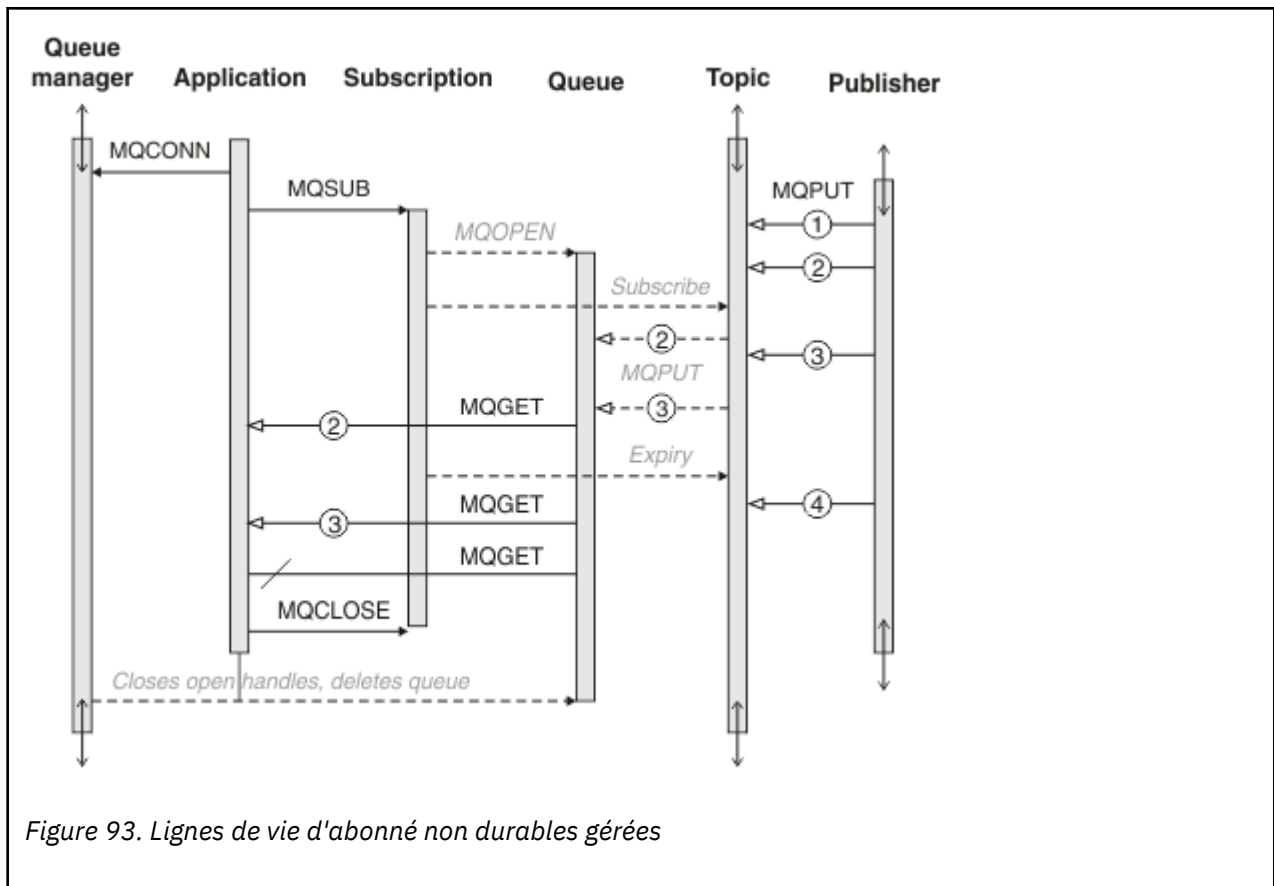 Queue
manager
Application
Subscription
Queue
Topic
Publisher
MQCONN
MQSUB
MQPUT
1
MQOPEN
2
Subscribe
2
3
MQPUT
MQGET
3
2
Expiry
MQGET
4
3
MQGET
MQCLOSE
Closes open handles, deletes queue
Figure 93. Lignes de vie d'abonné non durables gérées